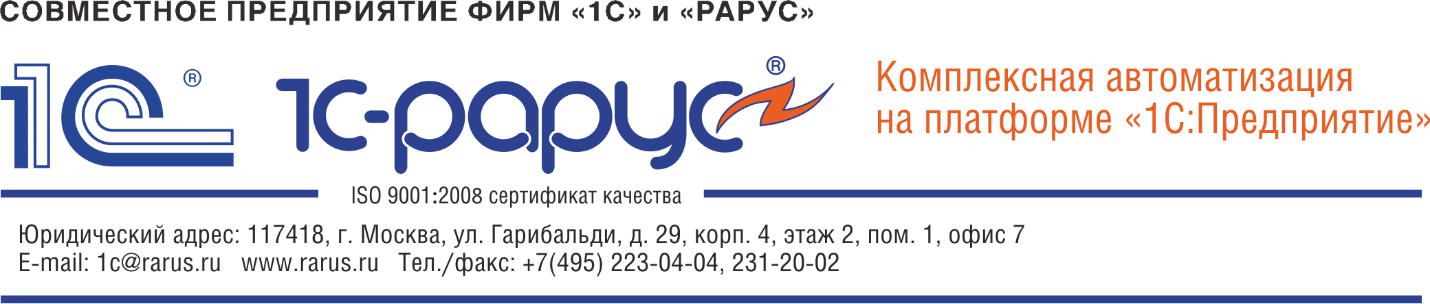 СОВМЕСТНОЕ ПРЕДПРИЯТИЕ ФИРМ «1С» и «РАРУС»
1С®
1с-рарус®
Комплексная автоматизация
на платформе «1С:Предприятие»
ISO 9001:2008 сертификат качества
Юридический адрес: 117418, г. Москва, ул. Гарибальди, д. 29, корп. 4, этаж 2, пом. 1, офис 7
E-mail: 1c@rarus.ru www.rarus.ru Тел./факс: +7(495) 223-04-04, 231-20-02